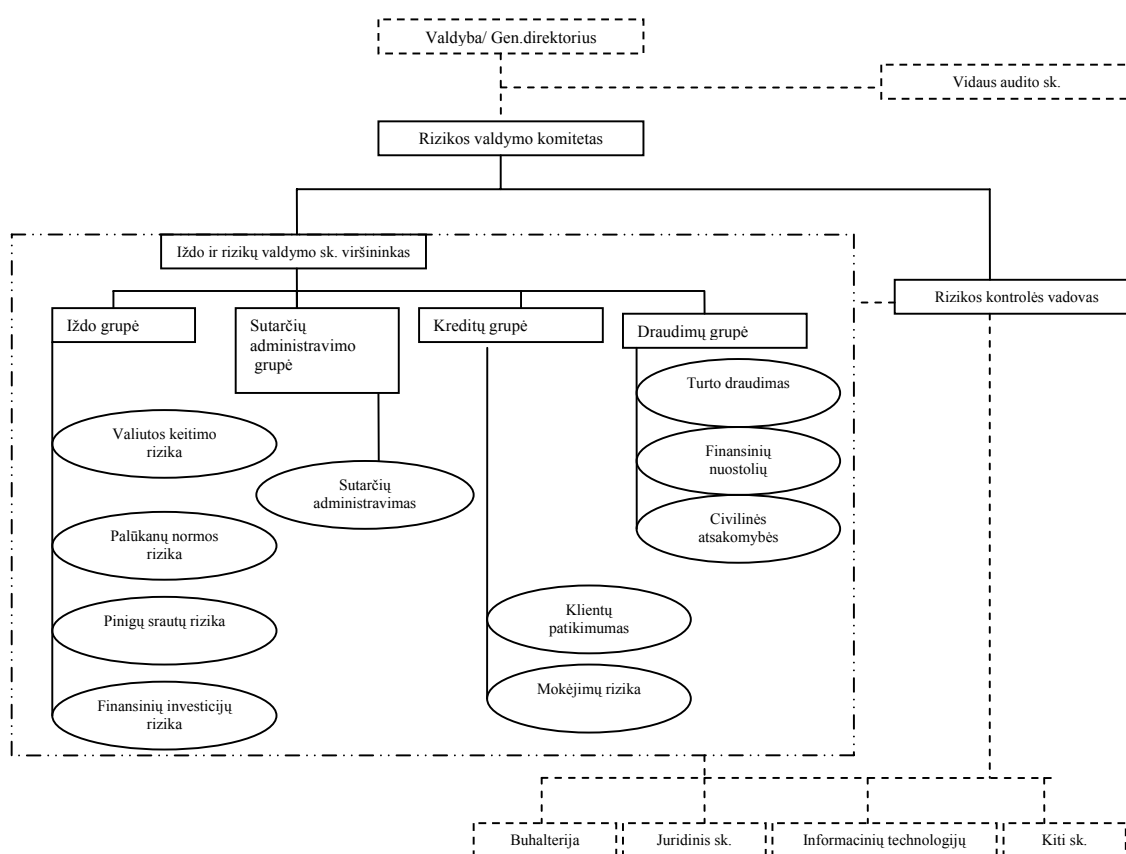 Valdyba/ Gen.direktorius
Vidaus audito sk.
Rizikos valdymo komitetas
Iždo ir rizikų valdymo sk. viršininkas
Rizikos kontrolės vadovas
Iždo grupė
Sutarčių
administravimo
grupė
Kreditų grupė
Draudimų grupė
Turto draudimas
Valiutos keitimo
rizika
Finansinių
nuostolių
Sutarčių
administravimas
Civilinės
atsakomybės
Palūkanų normos
rizika
Pinigų srautų rizika
Klientų
patikimumas
Finansinių investicijų
rizika
Mokėjimų rizika
Buhalterija
Juridinis sk.
Informacinių technologijų
Kiti sk.